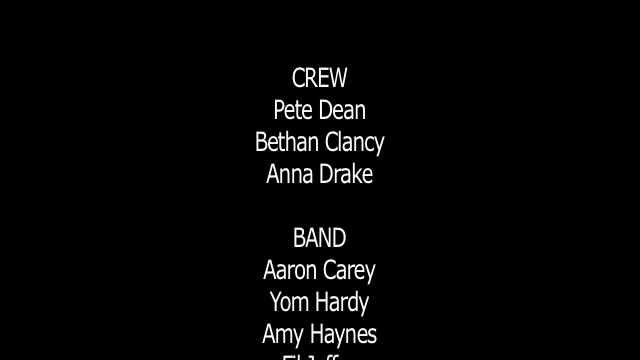 CREW
Pete Dean
Bethan Clancy
Anna Drake
BAND
Aaron Carey
Yom Hardy
Amy Haynes